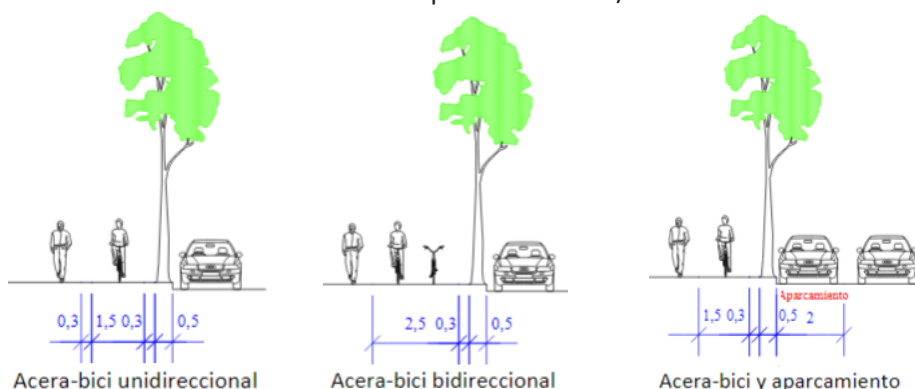 0,3 1,5 0,3 0,5
Acera-bici unidireccional
2,5 0,3 0,5
Acera-bici bidireccional
Aparcamiento
1,5 0,3 0,5 2
Acera-bici y aparcamiento